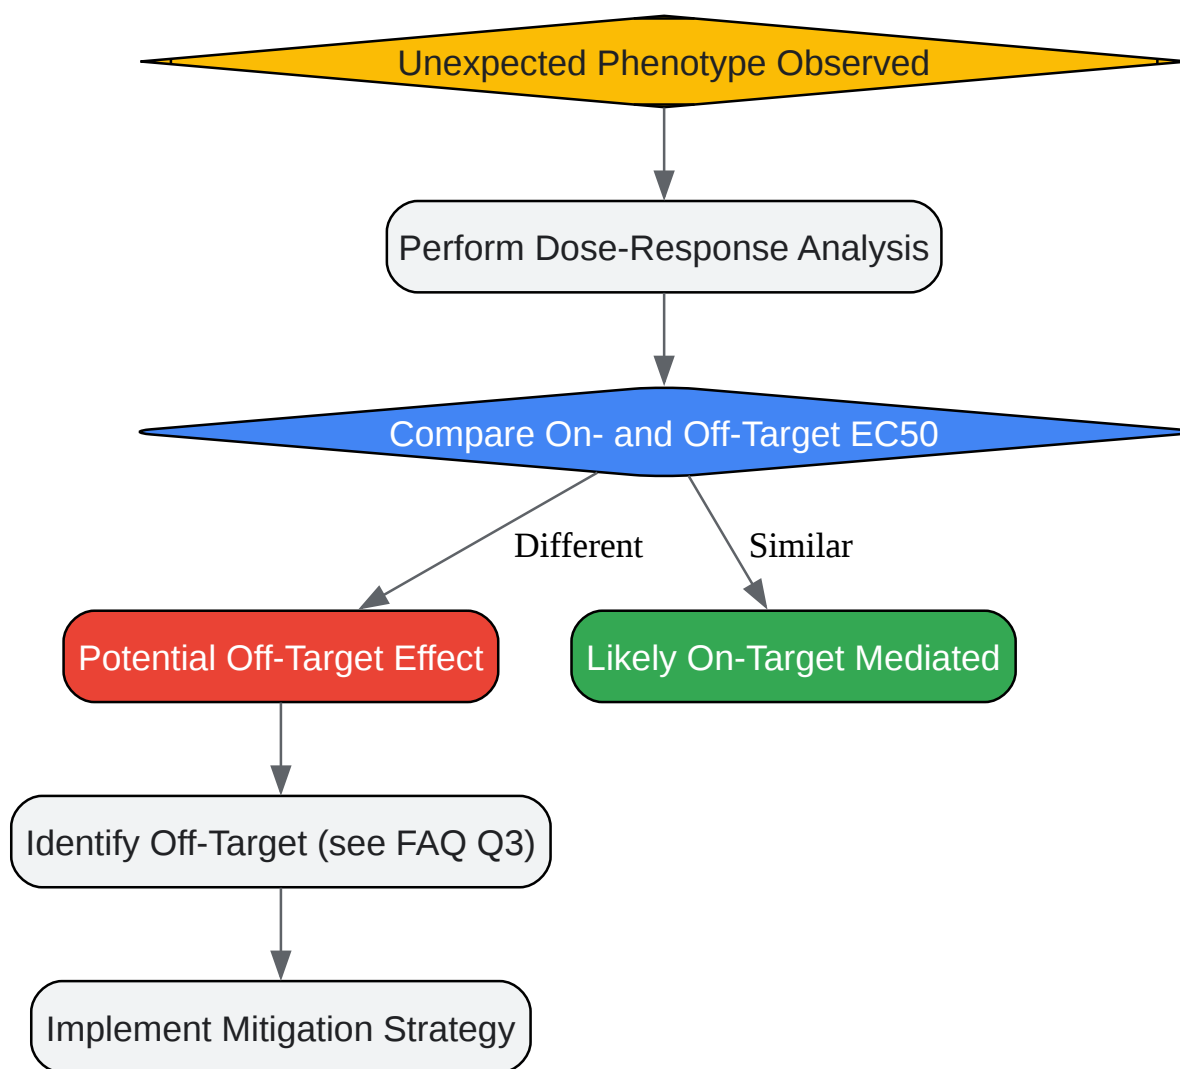 Unexpected Phenotype Observed
Perform Dose-Response Analysis
Compare On- and Off-Target EC50
Different
Similar
Potential Off-Target Effect
Likely On-Target Mediated
Identify Off-Target (see FAQ Q3)
Implement Mitigation Strategy